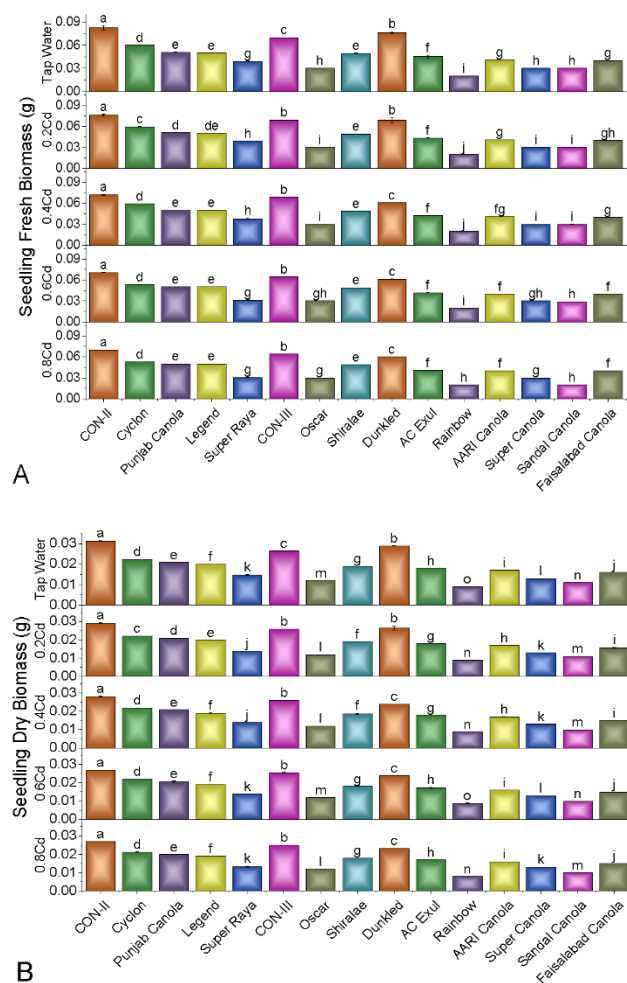 Seedling Fresh Biomass (g)
Tap Water
0.09
0.06
0.03
0.00
a c e e g c h e b f i g h h g
0.2Cd
0.09
0.06
0.03
0.00
a c d de h b i e b f j g i i gh
0.4Cd
0.09
0.06
0.03
0.00
a d e e h b i e c f j fg i i g
0.6Cd
0.09
0.06
0.03
0.00
a d e e g b gh e c f i f gh h f
0.8Cd
0.09
0.06
0.03
0.00
a d e e g b g e c f h f g h f
CON-II Cyclon Punjab Canola Legend Super Raya CON-III Oscar Shiralae Dunkled AC Exul Rainbow AARI Canola Super Canola Sandal Canola Faisalabad Canola
A
Seedling Dry Biomass (g)
Tap Water
0.03
0.02
0.01
0.00
a d e f k c m g b h o i l n j
0.2Cd
0.03
0.02
0.01
0.00
a c d e j b l f b g n h k m i
0.4Cd
0.03
0.02
0.01
0.00
a d e f j b l f c g n h k m i
0.6Cd
0.03
0.02
0.01
0.00
a d e f k b m g c h o i l n j
0.8Cd
0.03
0.02
0.01
0.00
a d e f k b l g c h n i k m j
CON-II Cyclon Punjab Canola Legend Super Raya CON-III Oscar Shiralae Dunkled AC Exul Rainbow AARI Canola Super Canola Sandal Canola Faisalabad Canola
B